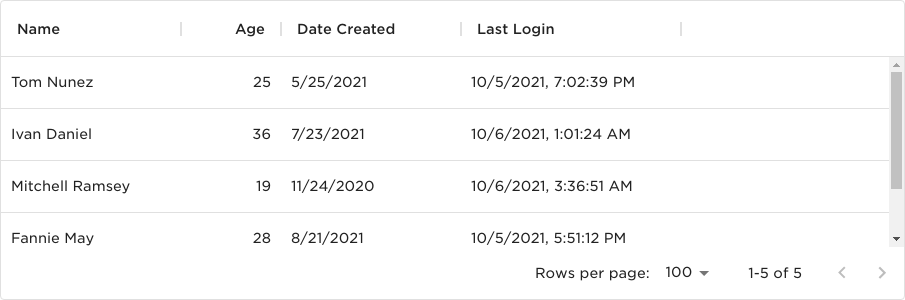 Name Age Date Created Last Login
Tom Nunez 25 5/25/2021 10/5/2021, 7:02:39 PM
Ivan Daniel 36 7/23/2021 10/6/2021, 1:01:24 AM
Mitchell Ramsey 19 11/24/2020 10/6/2021, 3:36:51 AM
Fannie May 28 8/21/2021 10/5/2021, 5:51:12 PM
Rows per page: 100 1-5 of 5